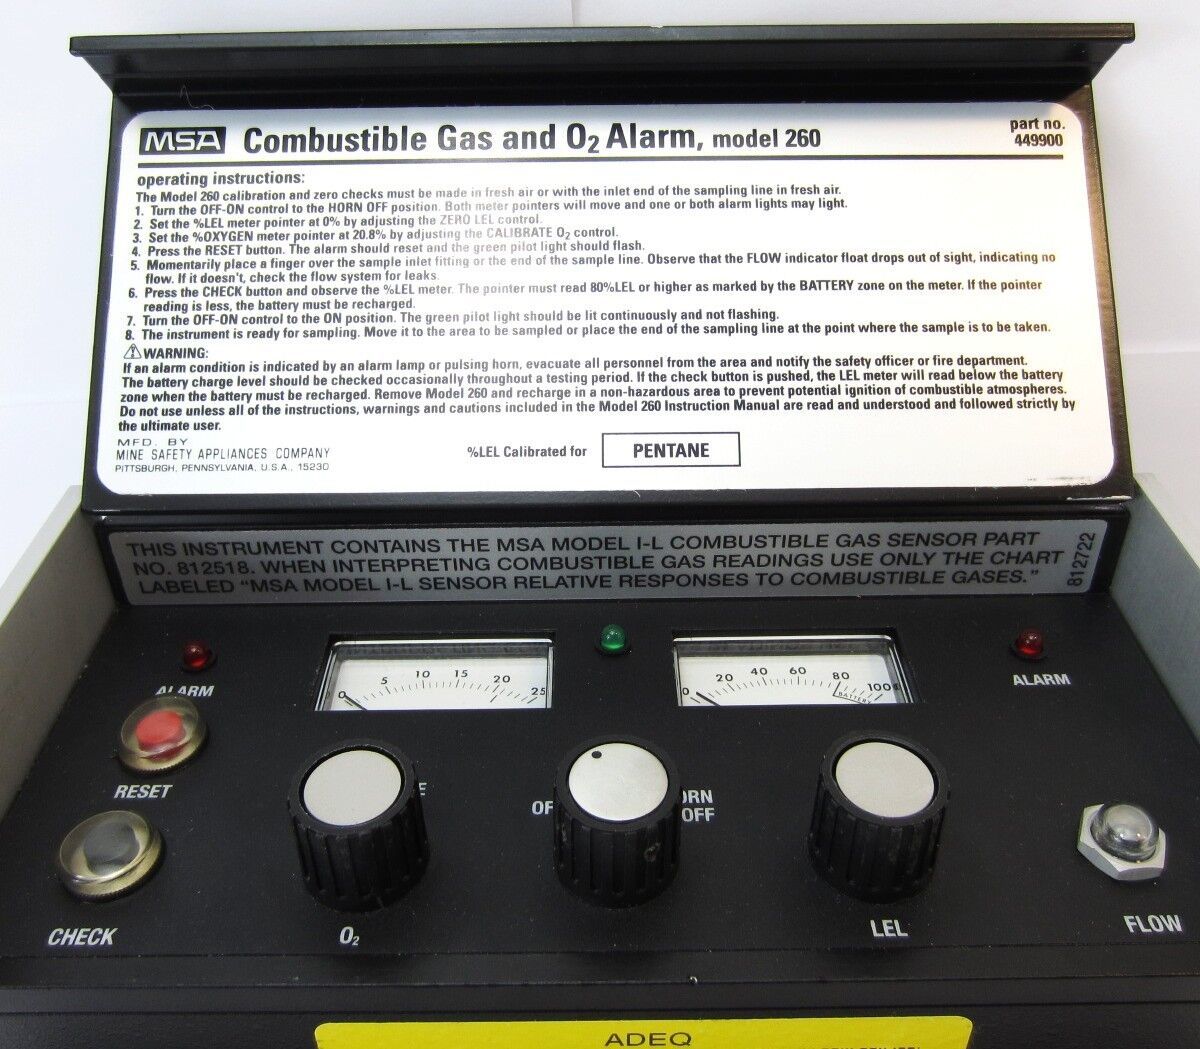 MSA Combustible Gas and O2 Alarm, model 260
part no.
449900
operating instructions:
The Model 260 calibration and zero checks must be made in fresh air or with the inlet end of the sampling line in fresh air.
1. Turn the OFF-ON control to the HORN OFF position. Both meter pointers will move and one or both alarm lights may light.
2. Set the %LEL meter pointer at 0% by adjusting the ZERO LEL control.
3. Set the %OXYGEN meter pointer at 20.8% by adjusting the CALIBRATE O2 control.
4. Press the RESET button. The alarm should reset and the green pilot light should flash.
5. Momentarily place a finger over the sample inlet fitting or the end of the sample line. Observe that the FLOW indicator float drops out of sight, indicating no
flow. If it doesn't, check the flow system for leaks.
6. Press the CHECK button and observe the %LEL meter. The pointer must read 80%LEL or higher as marked by the BATTERY zone on the meter. If the pointer
reading is less, the battery must be recharged.
7. Turn the OFF-ON control to the ON position. The green pilot light should be lit continuously and not flashing.
8. The instrument is ready for sampling. Move it to the area to be sampled or place the end of the sampling line at the point where the sample is to be taken.
WARNING:
If an alarm condition is indicated by an alarm lamp or pulsing horn, evacuate all personnel from the area and notify the safety officer or fire department.
The battery charge level should be checked occasionally throughout a testing period. If the check button is pushed, the LEL meter will read below the battery
zone when the battery must be recharged. Remove Model 260 and recharge in a non-hazardous area to prevent potential ignition of combustible atmospheres.
Do not use unless all of the instructions, warnings and cautions included in the Model 260 Instruction Manual are read and understood and followed strictly by
the ultimate user.
MFD. BY
MINE SAFETY APPLIANCES COMPANY
PITTSBURGH, PENNSYLVANIA, U.S.A., 15230
%LEL Calibrated for PENTANE
THIS INSTRUMENT CONTAINS THE MSA MODEL I-L COMBUSTIBLE GAS SENSOR PART
NO. 812518. WHEN INTERPRETING COMBUSTIBLE GAS READINGS USE ONLY THE CHART
LABELED "MSA MODEL I-L SENSOR RELATIVE RESPONSES TO COMBUSTIBLE GASES."
812722
0 5 10 15 20 25
0 20 40 60 80 100
BATTERY
ALARM
ALARM
RESET
OFF
CHECK
O2
LEL
FLOW
ADEQ